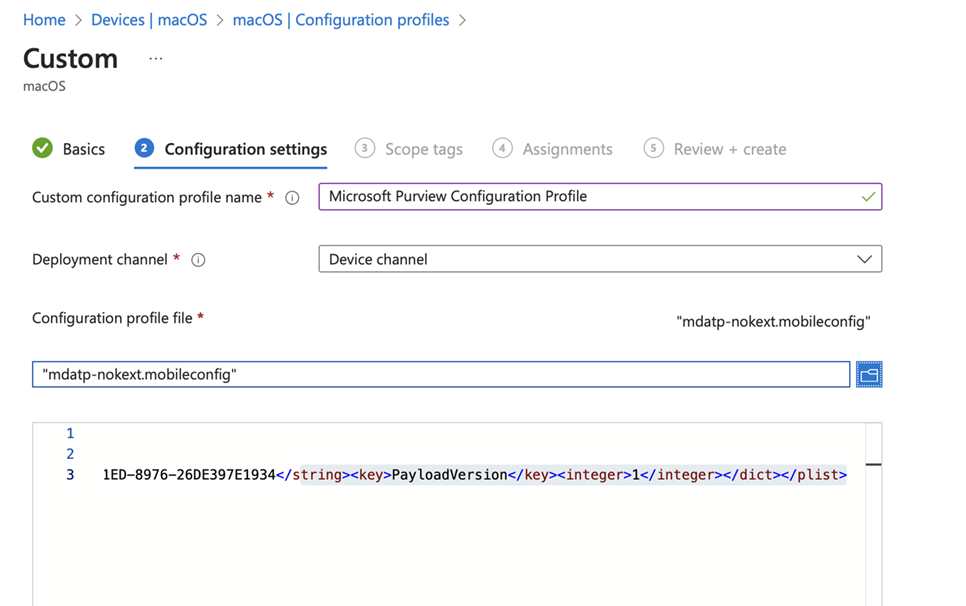 Home > Devices | macOS > macOS | Configuration profiles >
Custom ...
macOS
Basics 2 Configuration settings 3 Scope tags 4 Assignments 5 Review + create
Custom configuration profile name * Microsoft Purview Configuration Profile
Deployment channel * Device channel
Configuration profile file * "mdatp-nokext.mobileconfig"
"mdatp-nokext.mobileconfig"
1
2
3 1ED-8976-26DE397E1934</string><key>PayloadVersion</key><integer>1</integer></dict></plist>